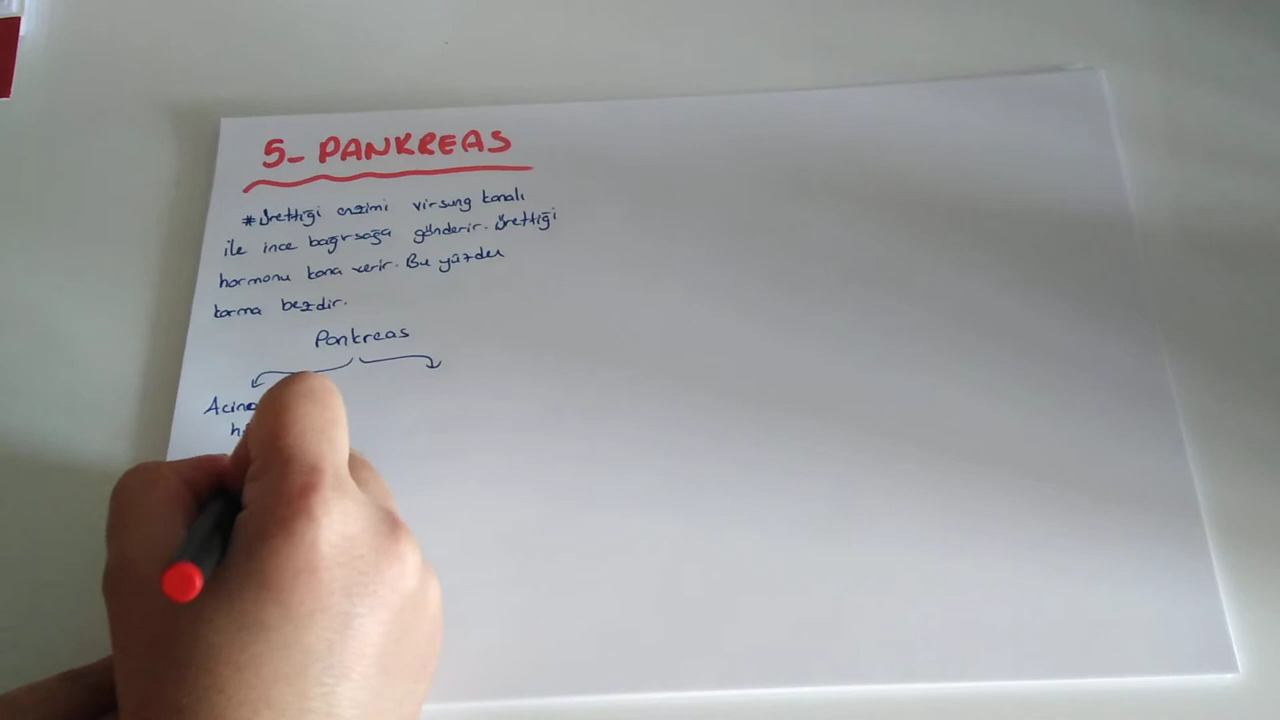 5- PANKREAS
# Ürettiği enzimi virsung kanalı
ile ince bağırsağa gönderir. Ürettiği
hormonu kana verir. Bu yüzden
karma bezdir.
Pankreas